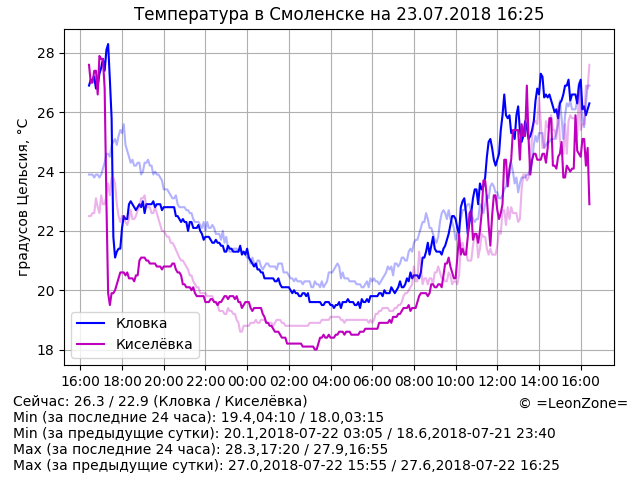 Температура в Смоленске на 23.07.2018 16:25
градусов Цельсия, °C
28
26
24
22
20
18
Кловка
Киселёвка
16:00 18:00 20:00 22:00 00:00 02:00 04:00 06:00 08:00 10:00 12:00 14:00 16:00
Сейчас: 26.3 / 22.9 (Кловка / Киселёвка)
© =LeonZone=
Min (за последние 24 часа): 19.4,04:10 / 18.0,03:15
Min (за предыдущие сутки): 20.1,2018-07-22 03:05 / 18.6,2018-07-21 23:40
Max (за последние 24 часа): 28.3,17:20 / 27.9,16:55
Max (за предыдущие сутки): 27.0,2018-07-22 15:55 / 27.6,2018-07-22 16:25